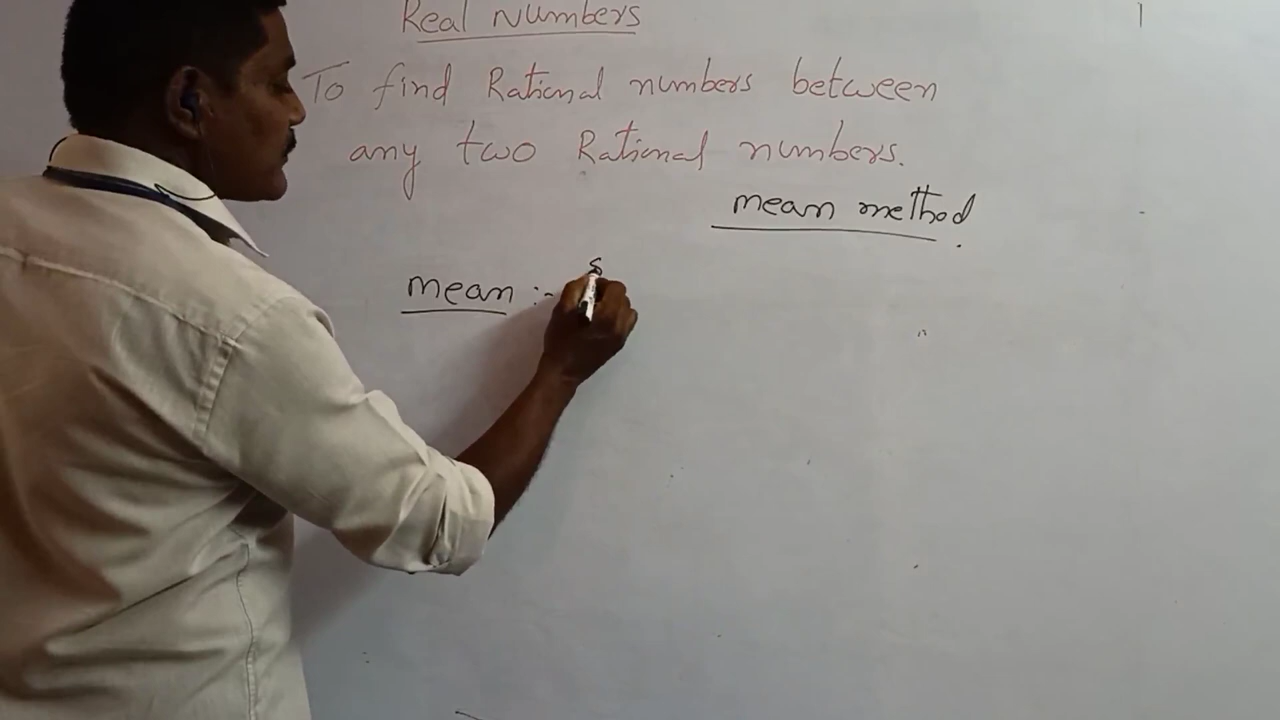 Real Numbers
To find Rational numbers between
any two Rational numbers.
mean method.
mean :- s